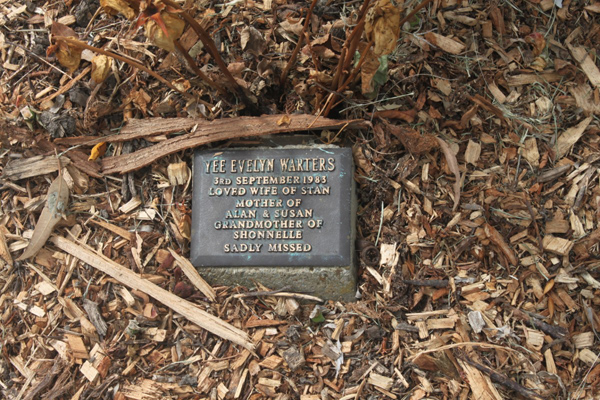 YEE EVELYN WARTERS
3RD SEPTEMBER 1983
LOVED WIFE OF STAN
MOTHER OF
ALAN & SUSAN
GRANDMOTHER OF
SHONNELLE
SADLY MISSED